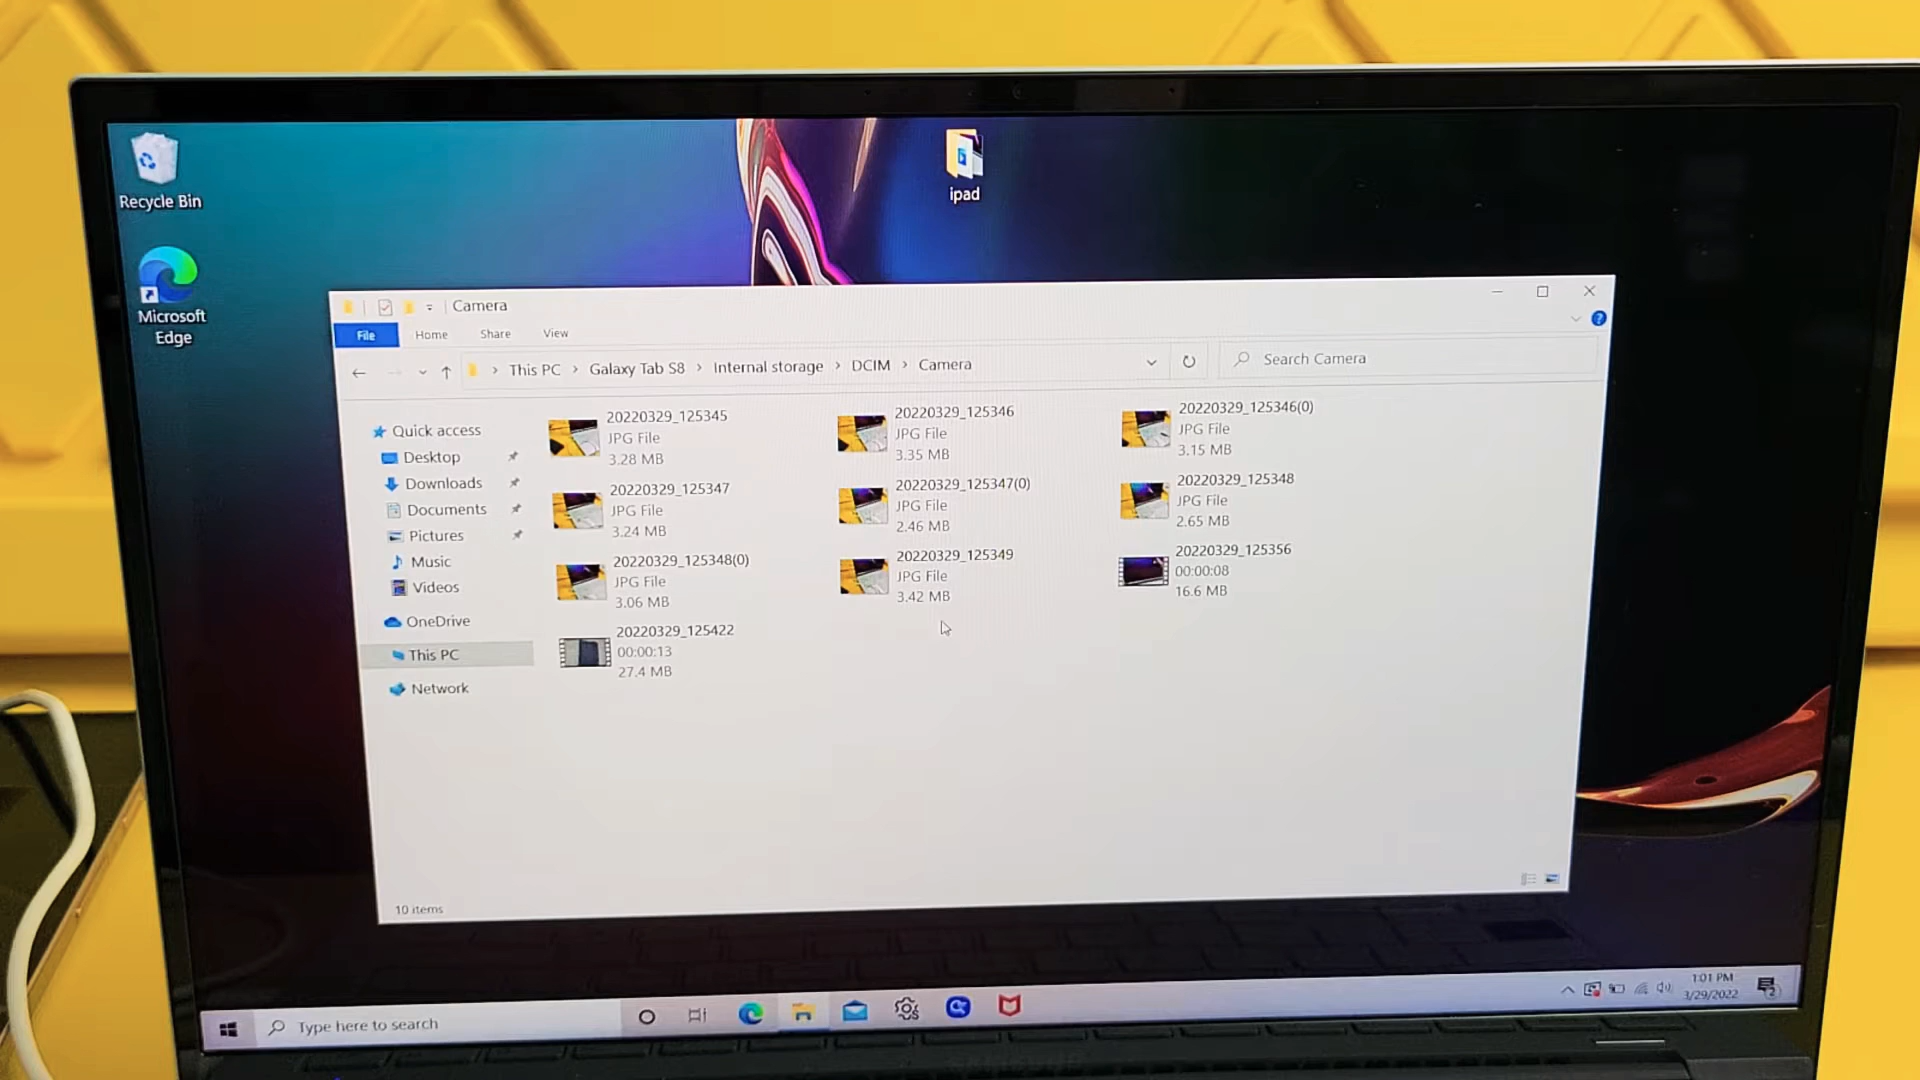 Recycle Bin
Microsoft
Edge
ipad
Camera
File
Home
Share
View
?
This PC > Galaxy Tab S8 > Internal storage > DCIM > Camera
Search Camera
Quick access
Desktop
Downloads
Documents
Pictures
Music
Videos
OneDrive
This PC
Network
20220329_125345
JPG File
3.28 MB
20220329_125346
JPG File
3.35 MB
20220329_125346(0)
JPG File
3.15 MB
20220329_125347
JPG File
3.24 MB
20220329_125347(0)
JPG File
2.46 MB
20220329_125348
JPG File
2.65 MB
20220329_125348(0)
JPG File
3.06 MB
20220329_125349
JPG File
3.42 MB
20220329_125356
00:00:08
16.6 MB
20220329_125422
00:00:13
27.4 MB
10 items
Type here to search
1:01 PM
3/29/2022
2